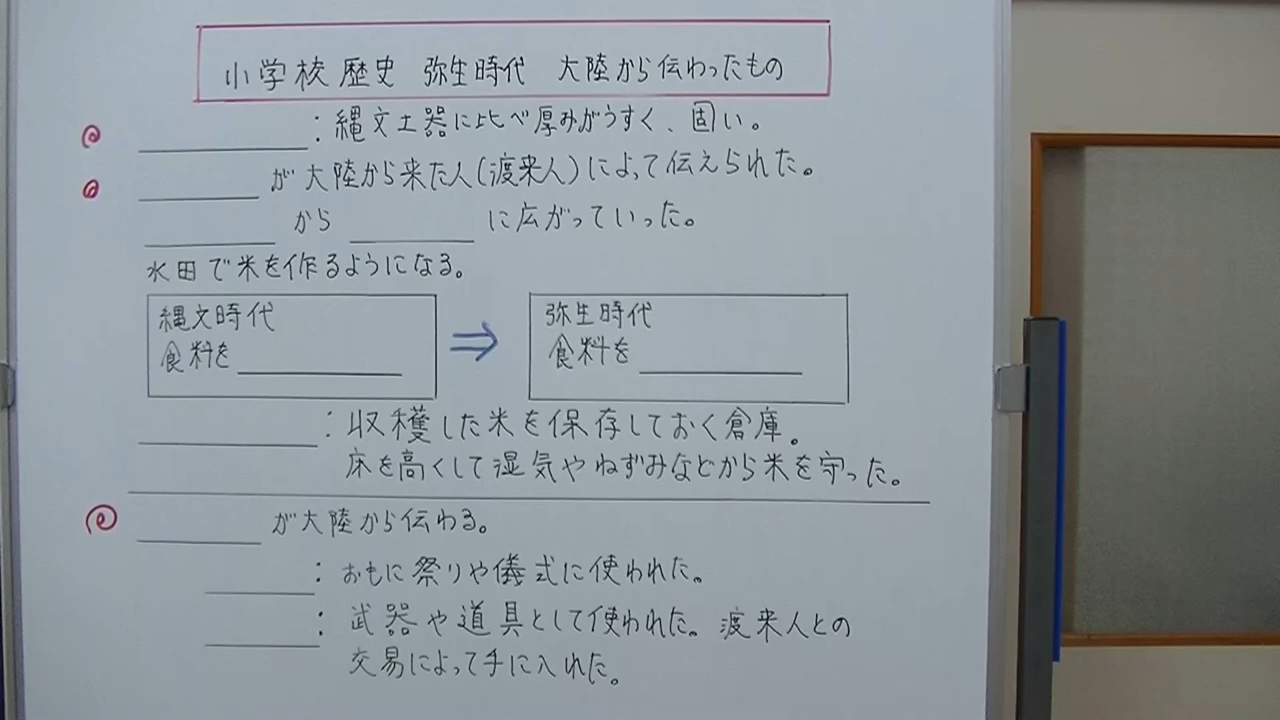 小学校 歴史 弥生時代 大陸から伝わったもの
：縄文土器に比べ厚みがうすく、固い。
が大陸から来た人(渡来人)によって伝えられた。
から に広がっていった。
水田で米を作るようになる。
縄文時代
食料を
⇒
弥生時代
食料を
：収穫した米を保存しておく倉庫。
床を高くして湿気やねずみなどから米を守った。
が大陸から伝わる。
：おもに祭りや儀式に使われた。
：武器や道具として使われた。渡来人との
交易によって手に入れた。